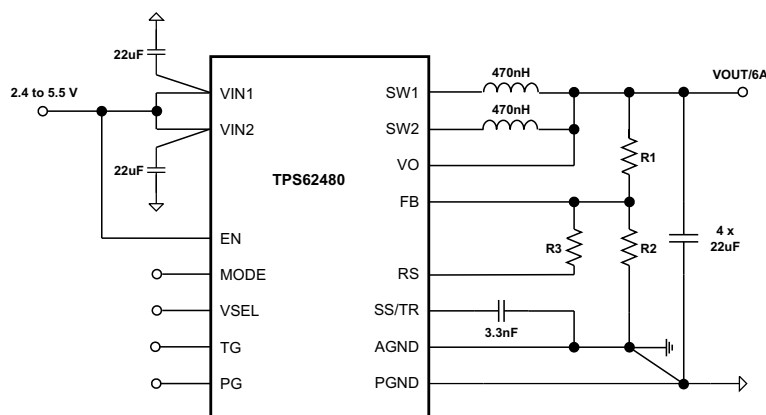 22uF
2.4 to 5.5 V
22uF
VIN1
VIN2
EN
MODE
VSEL
TG
PG
TPS62480
SW1
SW2
VO
FB
RS
SS/TR
AGND
PGND
470nH
470nH
VOUT/6A
R1
R3
R2
4 x
22uF
3.3nF